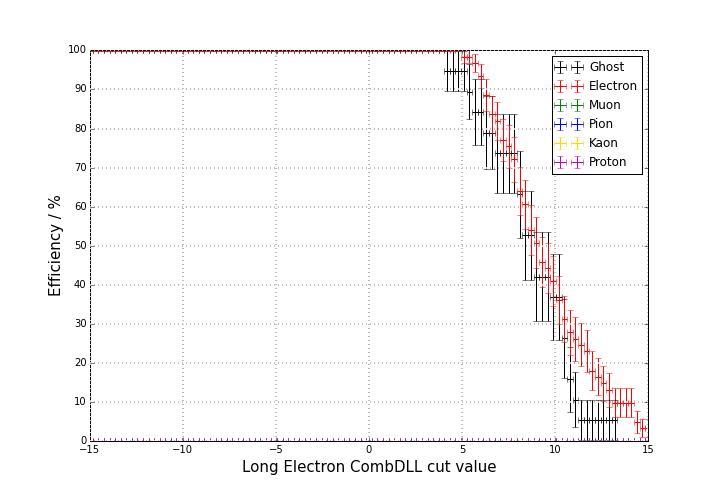 100
90
80
70
60
50
40
30
20
10
0
Efficiency / %
−15 −10 −5 0 5 10 15
Long Electron CombDLL cut value
Ghost
Electron
Muon
Pion
Kaon
Proton